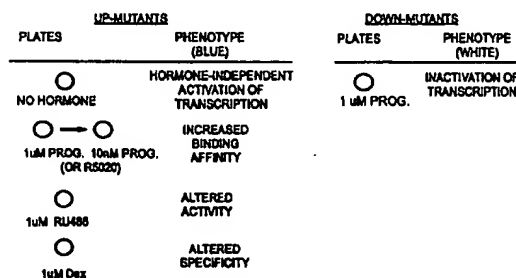 UP-MUTANTS
PLATES
PHENOTYPE
(BLUE)
NO HORMONE
HORMONE-INDEPENDENT
ACTIVATION OF
TRANSCRIPTION
1uM PROG. 10nM PROG.
(OR R5020)
INCREASED
BINDING
AFFINITY
1uM RU486
ALTERED
ACTIVITY
1uM Dex
ALTERED
SPECIFICITY
DOWN-MUTANTS
PLATES
PHENOTYPE
(WHITE)
1 uM PROG.
INACTIVATION OF
TRANSCRIPTION